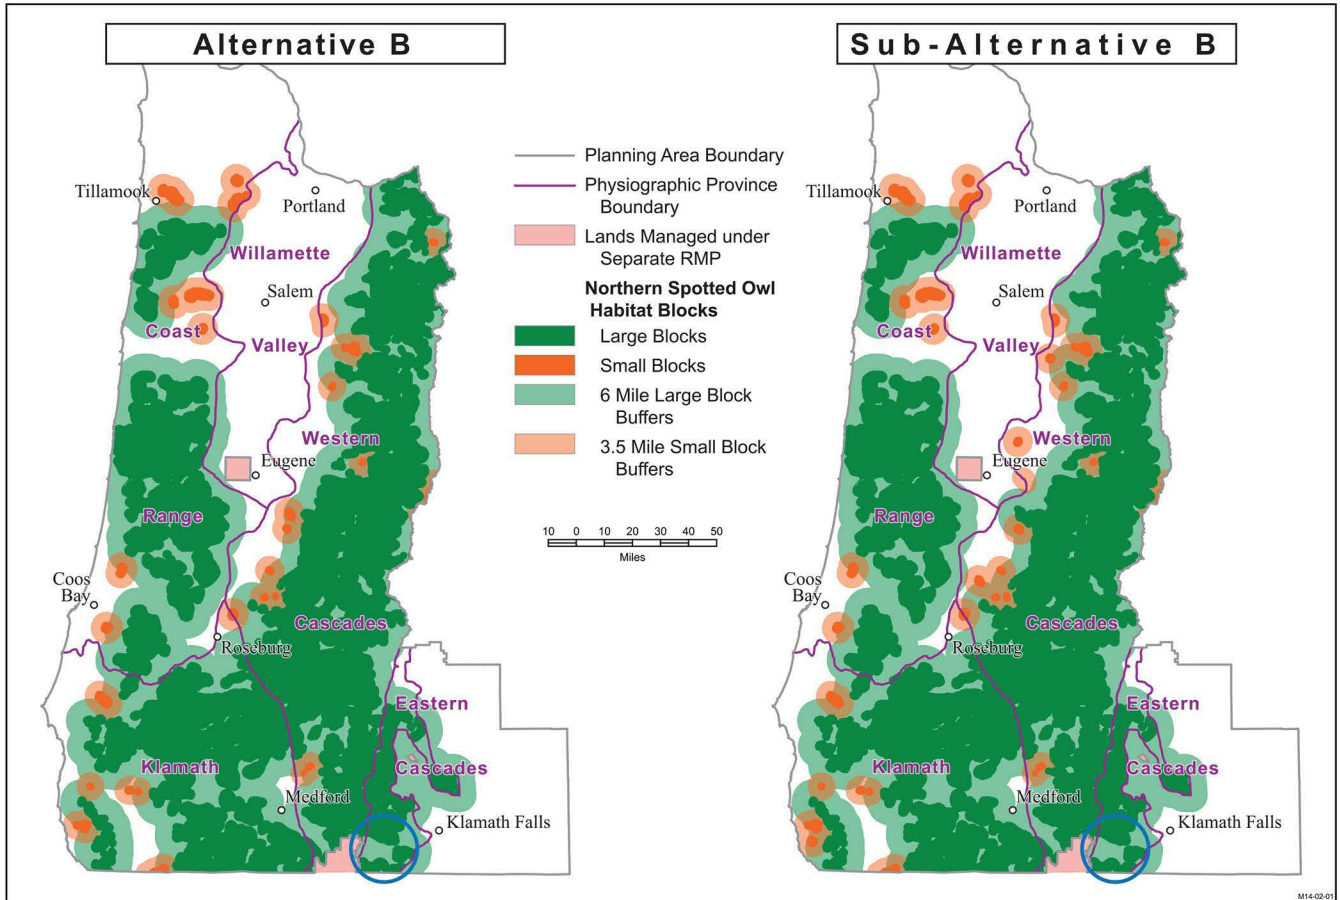 Alternative B
Sub-Alternative B
Tillamook
Portland
Willamette
Salem
Coast
Valley
Western
Eugene
Range
Coos
Bay
Cascades
Roseburg
Eastern
Klamath
Cascades
Medford
Klamath Falls
Planning Area Boundary
Physiographic Province
Boundary
Lands Managed under
Separate RMP
Northern Spotted Owl
Habitat Blocks
Large Blocks
Small Blocks
6 Mile Large Block
Buffers
3.5 Mile Small Block
Buffers
10 0 10 20 30 40 50
Miles
Tillamook
Portland
Willamette
Salem
Coast
Valley
Western
Eugene
Range
Coos
Bay
Cascades
Roseburg
Eastern
Klamath
Cascades
Medford
Klamath Falls
M14-02-01